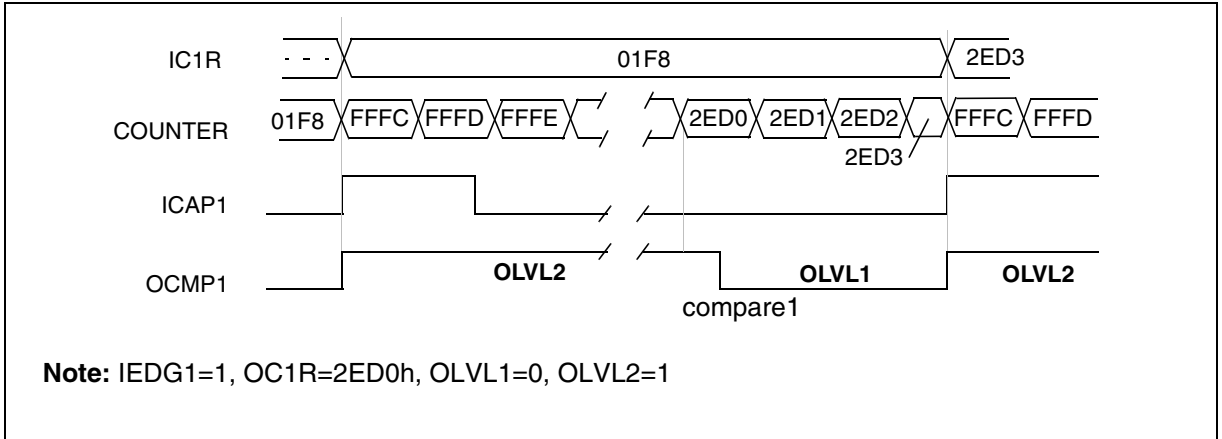 IC1R - - - 01F8 2ED3
COUNTER 01F8 FFFC FFFD FFFE 2ED0 2ED1 2ED2 FFFC FFFD
2ED3
ICAP1
OCMP1 OLVL2 OLVL1 OLVL2
compare1
Note: IEDG1=1, OC1R=2ED0h, OLVL1=0, OLVL2=1